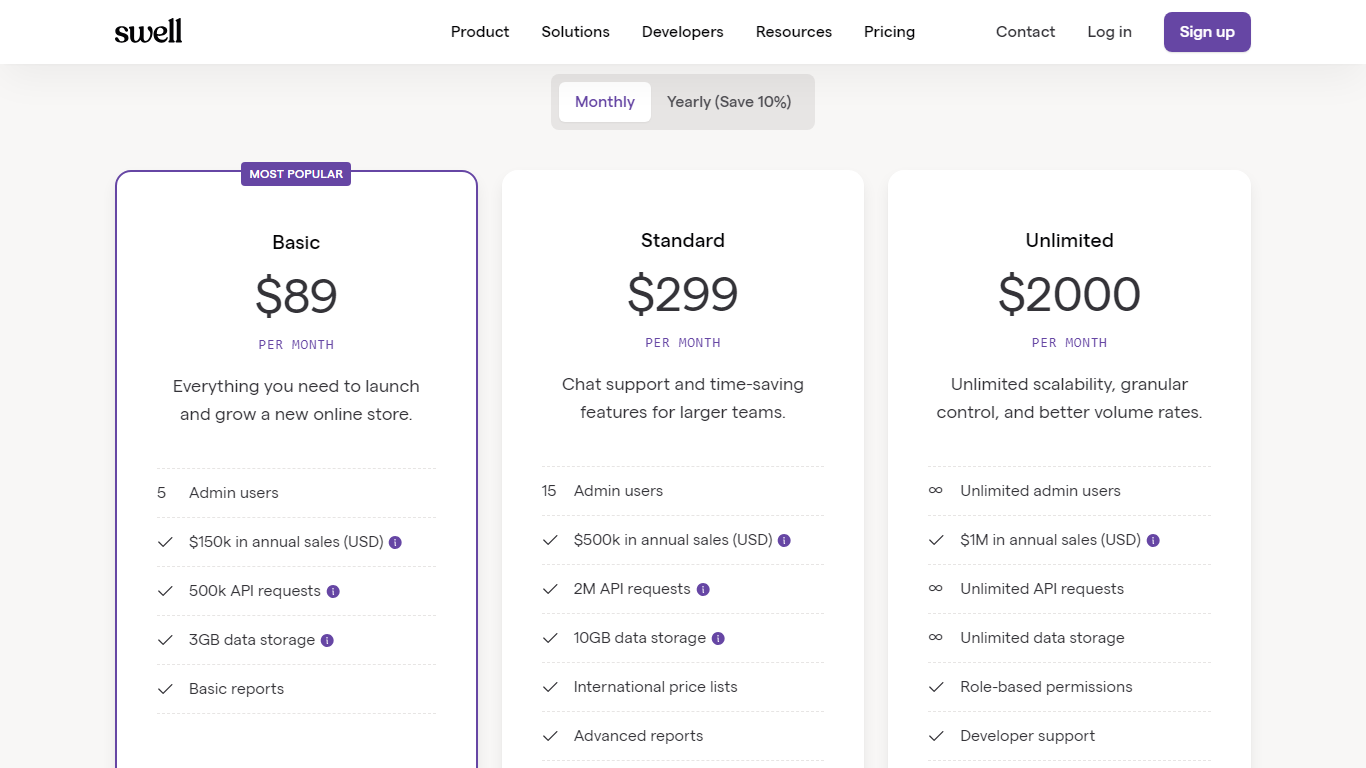 swell
Product
Solutions
Developers
Resources
Pricing
Contact
Log in
Sign up
Monthly
Yearly (Save 10%)
MOST POPULAR
Basic
$89
PER MONTH
Everything you need to launch
and grow a new online store.
5 Admin users
$150k in annual sales (USD)
500k API requests
3GB data storage
Basic reports
Standard
$299
PER MONTH
Chat support and time-saving
features for larger teams.
15 Admin users
$500k in annual sales (USD)
2M API requests
10GB data storage
International price lists
Advanced reports
Unlimited
$2000
PER MONTH
Unlimited scalability, granular
control, and better volume rates.
∞ Unlimited admin users
$1M in annual sales (USD)
∞ Unlimited API requests
∞ Unlimited data storage
Role-based permissions
Developer support